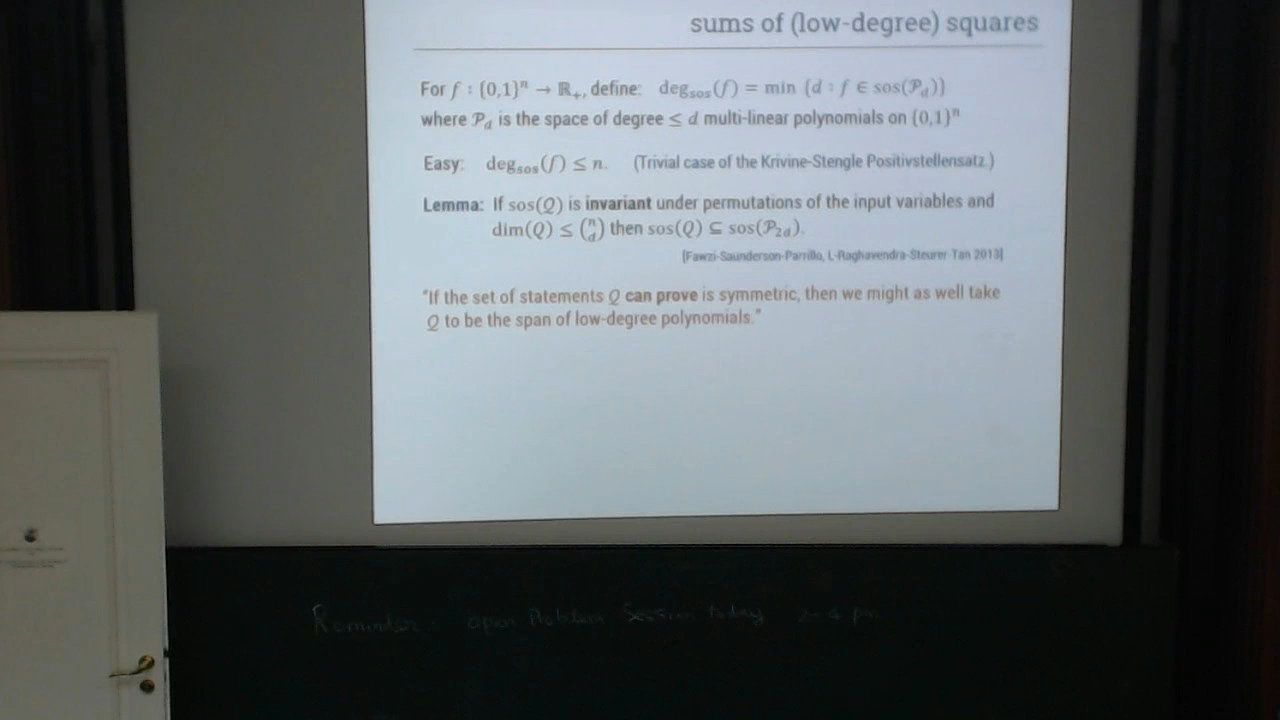 sums of (low-degree) squares
For f : {0,1}ⁿ → ℝ₊, define: deg_sos(f) = min {d : f ∈ sos(𝒫_d)}
where 𝒫_d is the space of degree ≤ d multi-linear polynomials on {0,1}ⁿ
Easy: deg_sos(f) ≤ n. (Trivial case of the Krivine-Stengle Positivstellensatz.)
Lemma: If sos(𝒬) is invariant under permutations of the input variables and
dim(𝒬) ≤ (n d) then sos(𝒬) ⊆ sos(𝒫_2d).
[Fawzi-Saunderson-Parrilo, L-Raghavendra-Steurer-Tan 2013]
“If the set of statements 𝒬 can prove is symmetric, then we might as well take
𝒬 to be the span of low-degree polynomials.”
Reminder: Open Problem Session today 4 pm